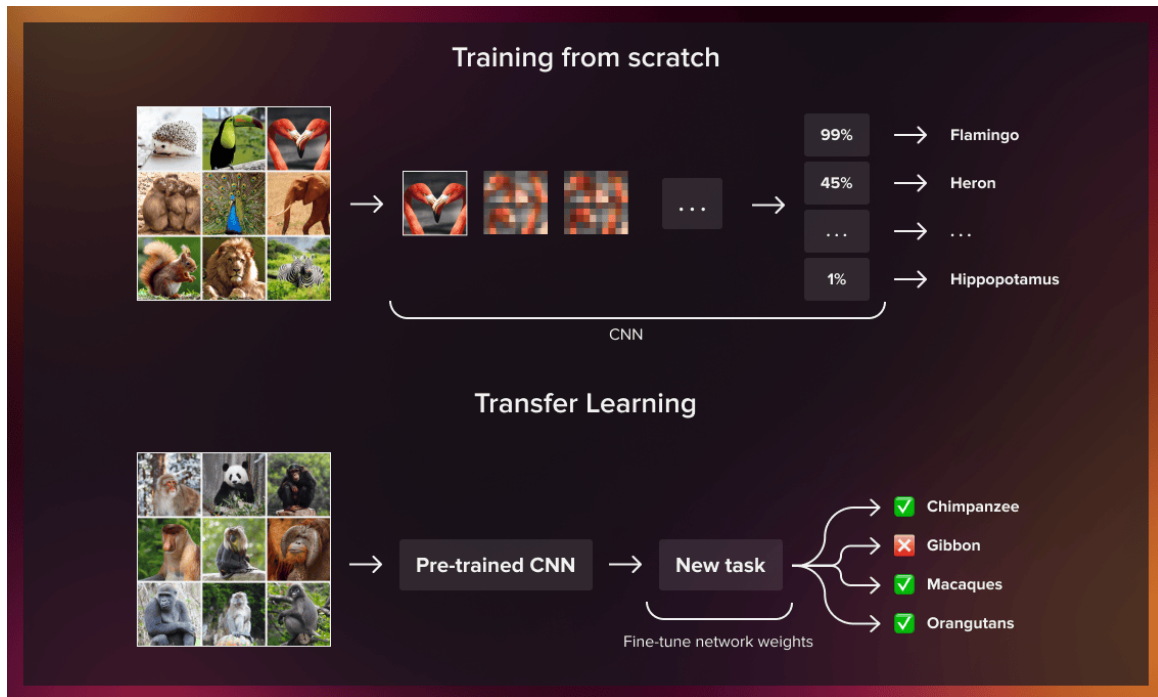 Training from scratch
99%
Flamingo
45%
Heron
...
...
...
1%
Hippopotamus
CNN
Transfer Learning
Pre-trained CNN
New task
Chimpanzee
Gibbon
Macaques
Orangutans
Fine-tune network weights